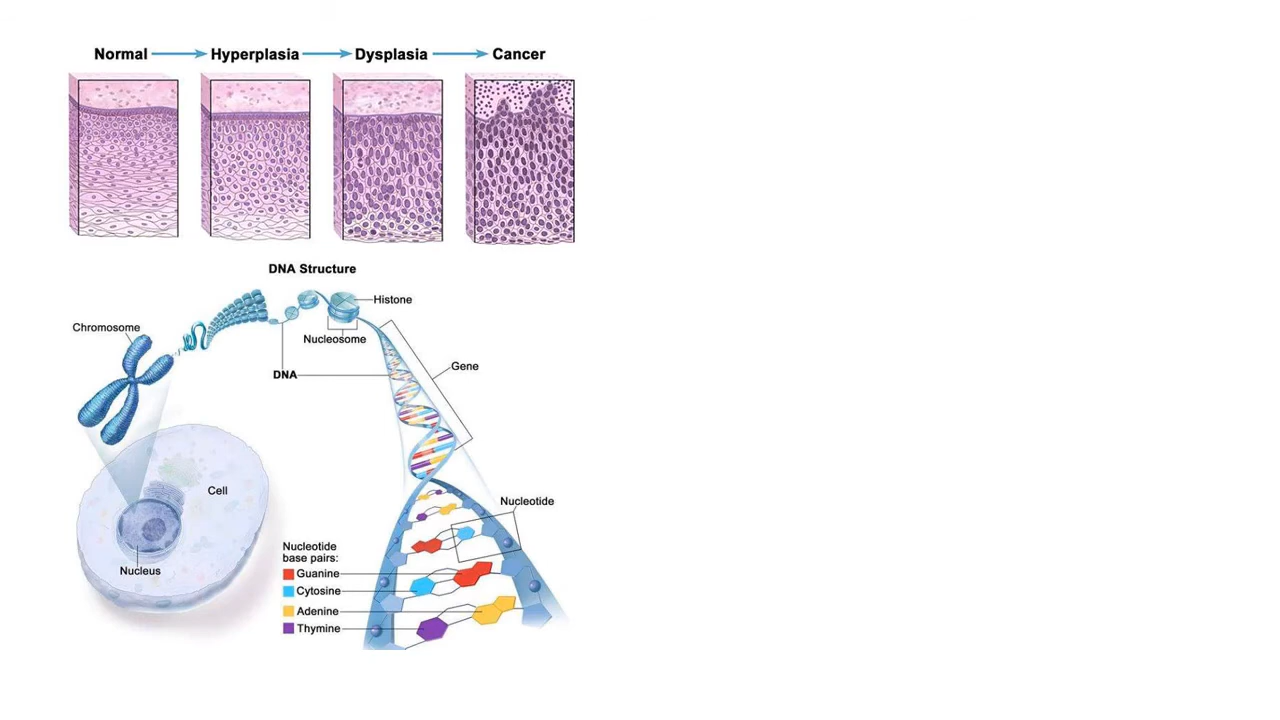 Normal
Hyperplasia
Dysplasia
Cancer
DNA Structure
Histone
Chromosome
Nucleosome
Gene
DNA
Cell
Nucleotide
Nucleus
Nucleotide
base pairs:
Guanine
Cytosine
Adenine
Thymine